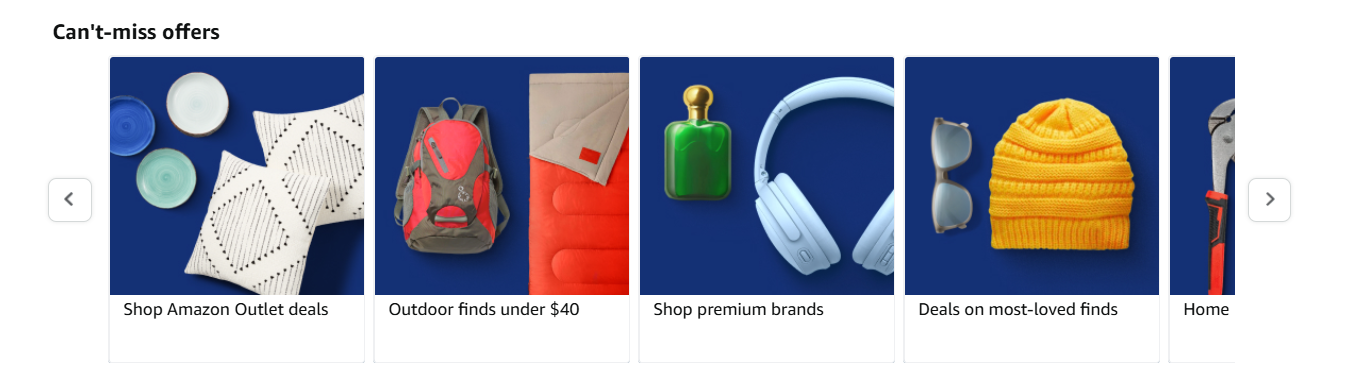 Can't-miss offers
Shop Amazon Outlet deals
Outdoor finds under $40
Shop premium brands
Deals on most-loved finds
Home